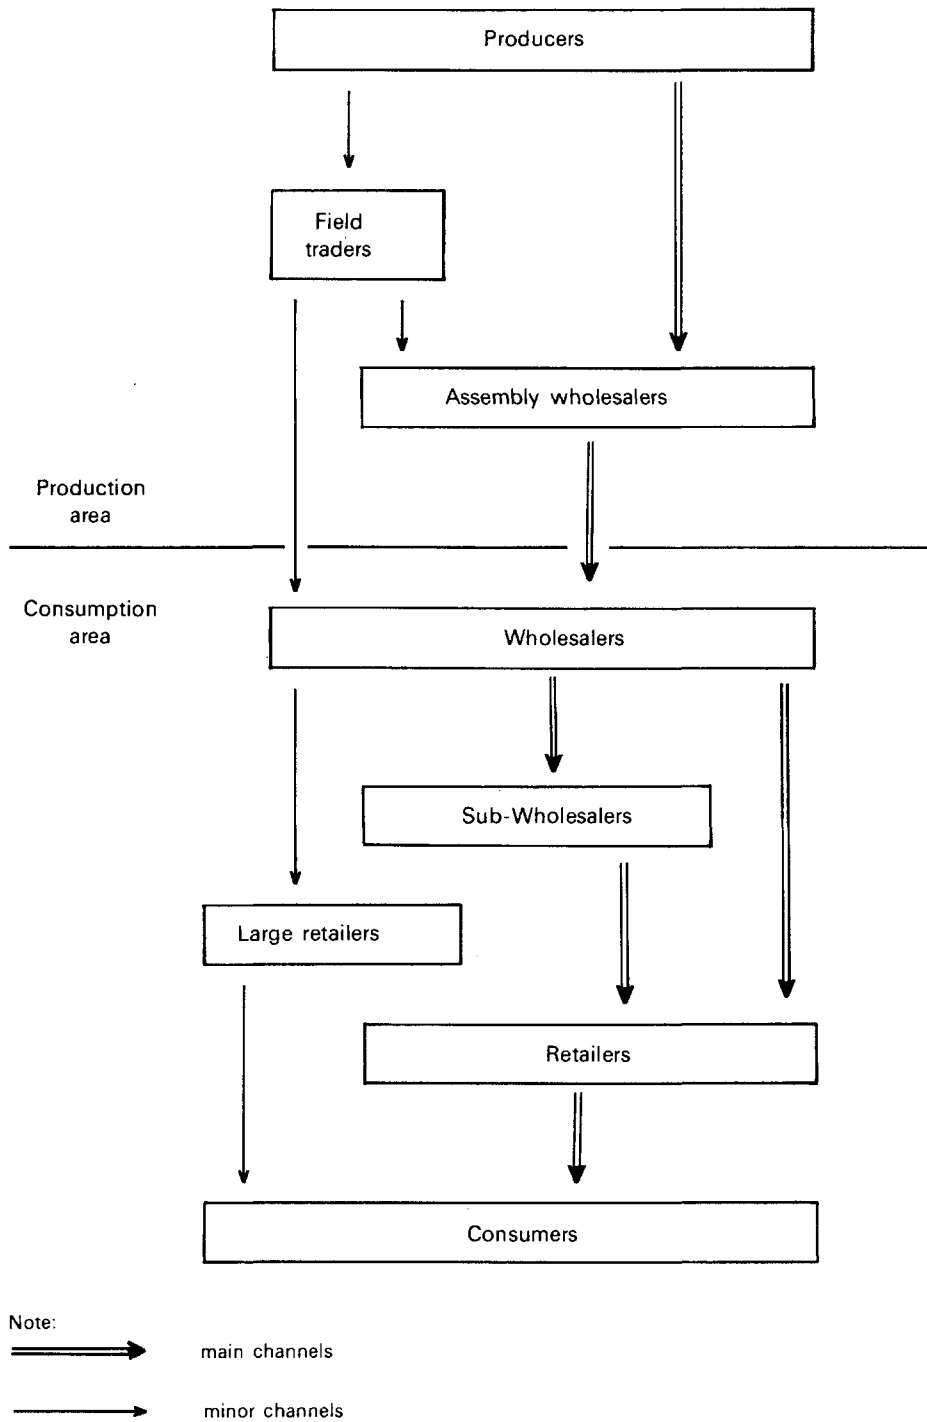 Producers
Field
traders
Assembly wholesalers
Production
area
Consumption
area
Wholesalers
Sub-Wholesalers
Large retailers
Retailers
Consumers
Note:
main channels
minor channels